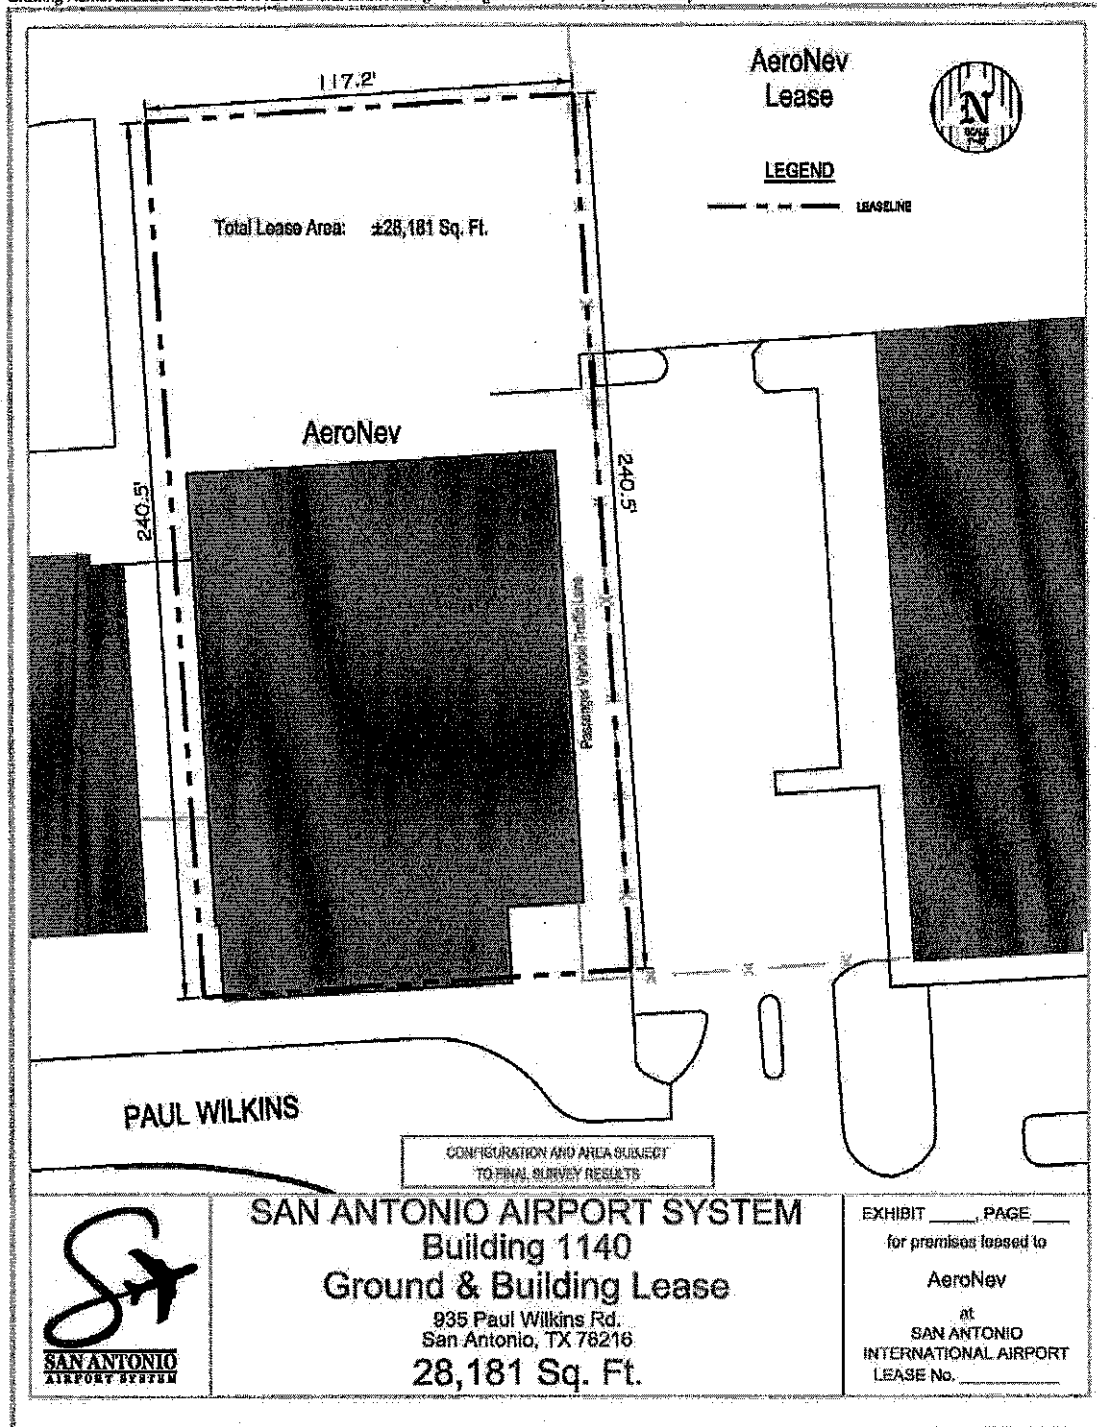 117.2'
AeroNev
Lease
N
SCALE
LEGEND
LEASELINE
Total Lease Area: ±28,181 Sq. Ft.
AeroNev
240.5'
240.5'
Passenger Vehicle Traffic Lane
PAUL WILKINS
CONFIGURATION AND AREA SUBJECT
TO FINAL SURVEY RESULTS
SAN ANTONIO AIRPORT SYSTEM
Building 1140
Ground & Building Lease
935 Paul Wilkins Rd.
San Antonio, TX 78216
28,181 Sq. Ft.
SAN ANTONIO
AIRPORT SYSTEM
EXHIBIT ____, PAGE ____
for premises leased to
AeroNev
at
SAN ANTONIO
INTERNATIONAL AIRPORT
LEASE No. __________